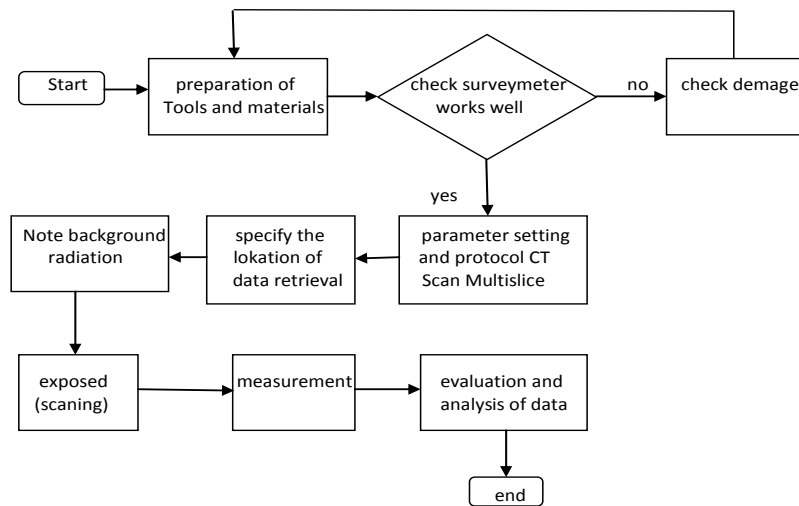 Start
preparation of
Tools and materials
check surveymeter
works well
no
check demage
yes
parameter setting
and protocol CT
Scan Multislice
specify the
lokation of
data retrieval
Note background
radiation
exposed
(scaning)
measurement
evaluation and
analysis of data
end